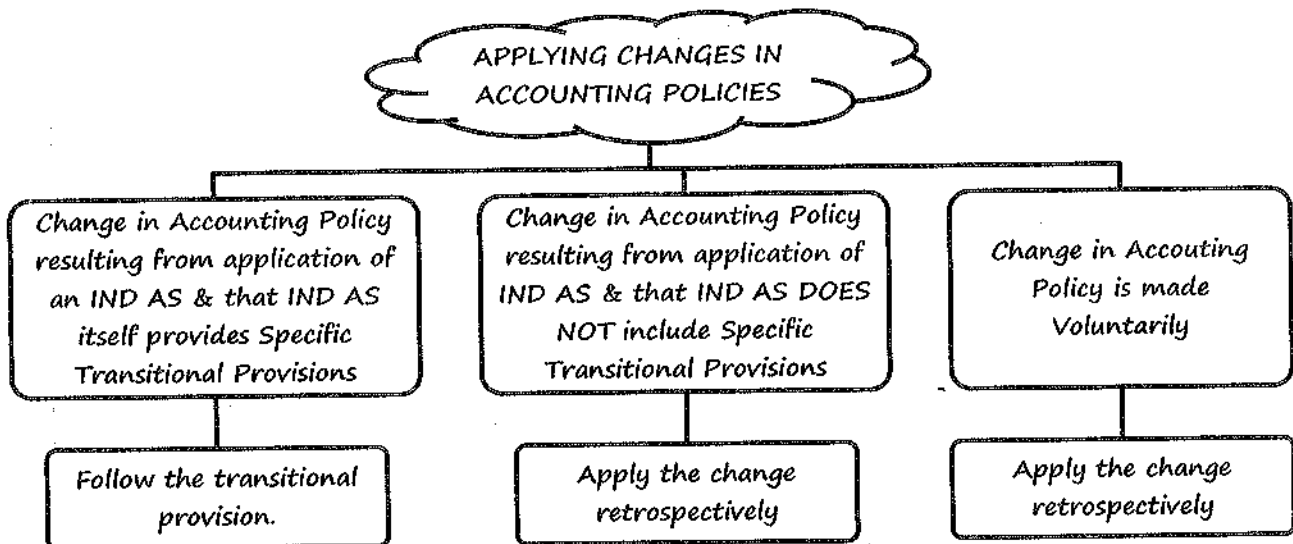 APPLYING CHANGES IN
ACCOUNTING POLICIES
Change in Accounting Policy
resulting from application of
an IND AS & that IND AS
itself provides Specific
Transitional Provisions
Change in Accounting Policy
resulting from application of
IND AS & that IND AS DOES
NOT include Specific
Transitional Provisions
Change in Accouting
Policy is made
Voluntarily
Follow the transitional
provision.
Apply the change
retrospectively
Apply the change
retrospectively